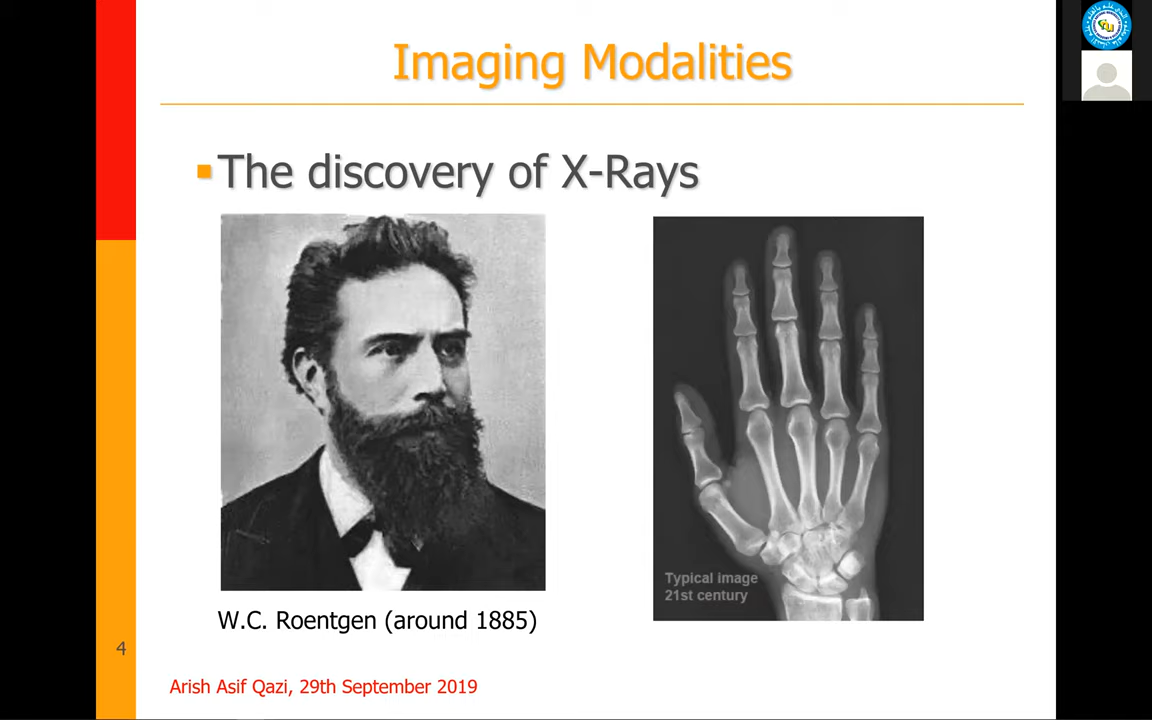 Imaging Modalities
The discovery of X-Rays
Typical image
21st century
W.C. Roentgen (around 1885)
4
Arish Asif Qazi, 29th September 2019